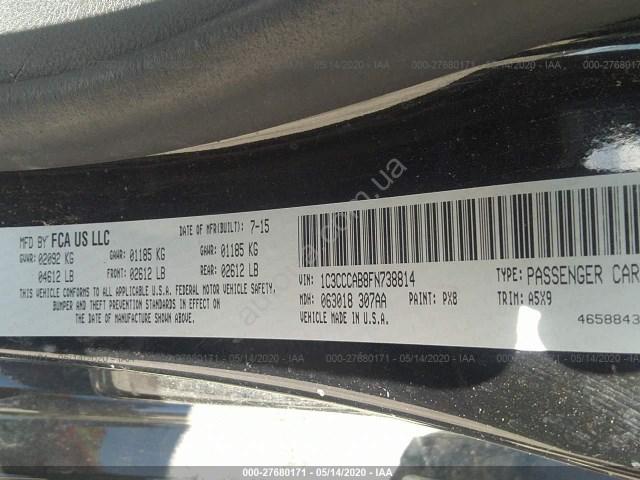 000-27680171 - 05/14/2020 - IAA
MFD BY FCA US LLC DATE OF MFR(BUILT): 7-15
GVWR: 02092 KG GAWR: 01185 KG GAWR: 01185 KG
04612 LB FRONT: 02612 LB REAR: 02612 LB
THIS VEHICLE CONFORMS TO ALL APPLICABLE U.S.A. FEDERAL MOTOR VEHICLE SAFETY,
BUMPER AND THEFT PREVENTION STANDARDS IN EFFECT ON
THE DATE OF MANUFACTURE SHOWN ABOVE.
VIN: 1C3CCCAB8FN738814 TYPE: PASSENGER CAR
MDH: 063018 307AA PAINT: PX8 TRIM: A5X9
VEHICLE MADE IN U.S.A. 4658843
000-27680171 - 05/14/2020 - IAA
000-27680171 - 05/14/2020 - IAA